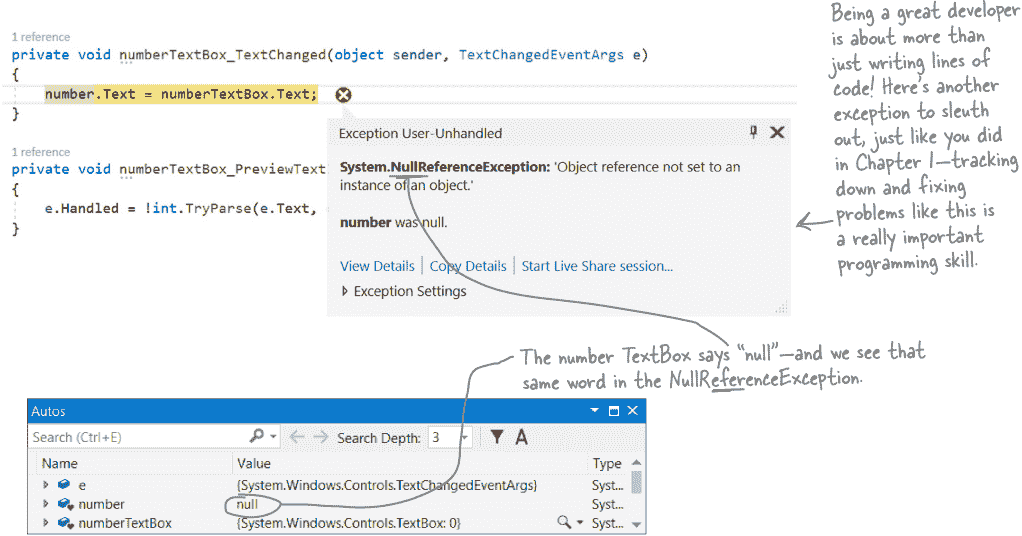 1 reference
private void numberTextBox_TextChanged(object sender, TextChangedEventArgs e)
{
number.Text = numberTextBox.Text;
}
1 reference
private void numberTextBox_PreviewText
{
e.Handled = !int.TryParse(e.Text,
}
Exception User-Unhandled
System.NullReferenceException: 'Object reference not set to an
instance of an object.'
number was null.
View Details | Copy Details | Start Live Share session...
Exception Settings
Being a great developer
is about more than
just writing lines of
code! Here's another
exception to sleuth
out, just like you did
in Chapter 1—tracking
down and fixing
problems like this is
a really important
programming skill.
The number TextBox says "null"—and we see that
same word in the NullReferenceException.
Autos
Search (Ctrl+E)
Search Depth: 3
A
Name Value Type
e {System.Windows.Controls.TextChangedEventArgs} Syst...
number null Syst...
numberTextBox {System.Windows.Controls.TextBox: 0} Syst...